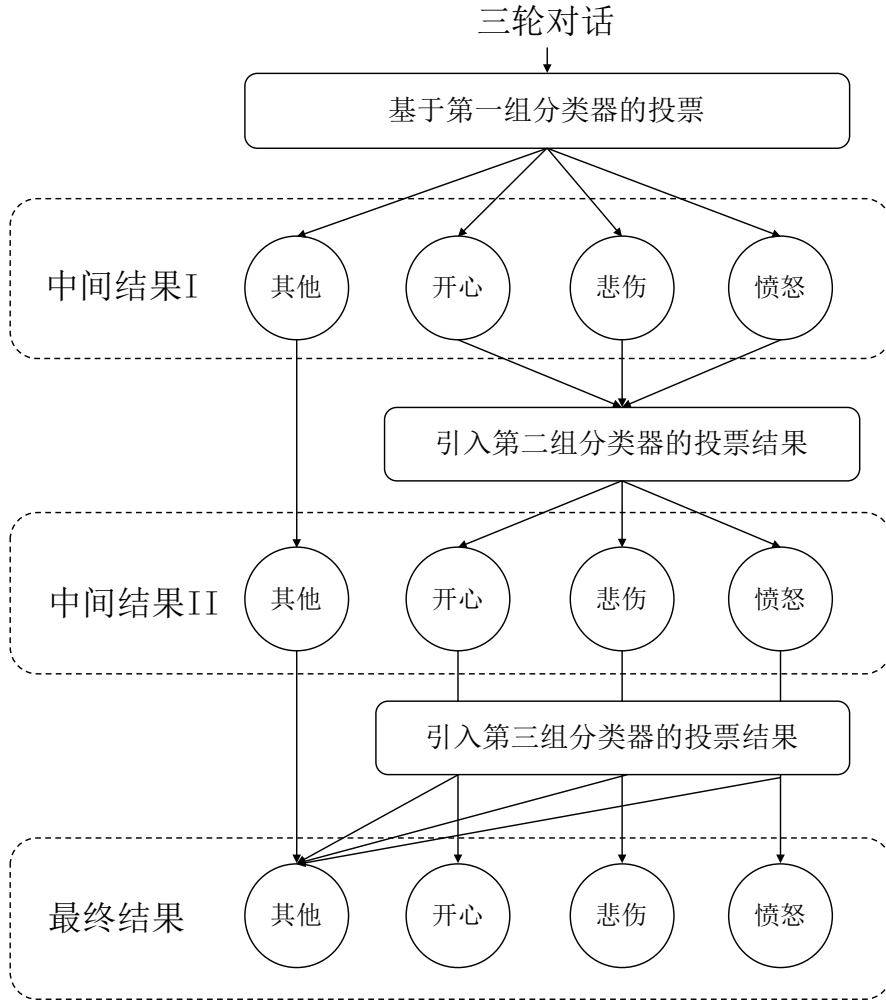 三轮对话
基于第一组分类器的投票
中间结果I
其他
开心
悲伤
愤怒
引入第二组分类器的投票结果
中间结果II
其他
开心
悲伤
愤怒
引入第三组分类器的投票结果
最终结果
其他
开心
悲伤
愤怒